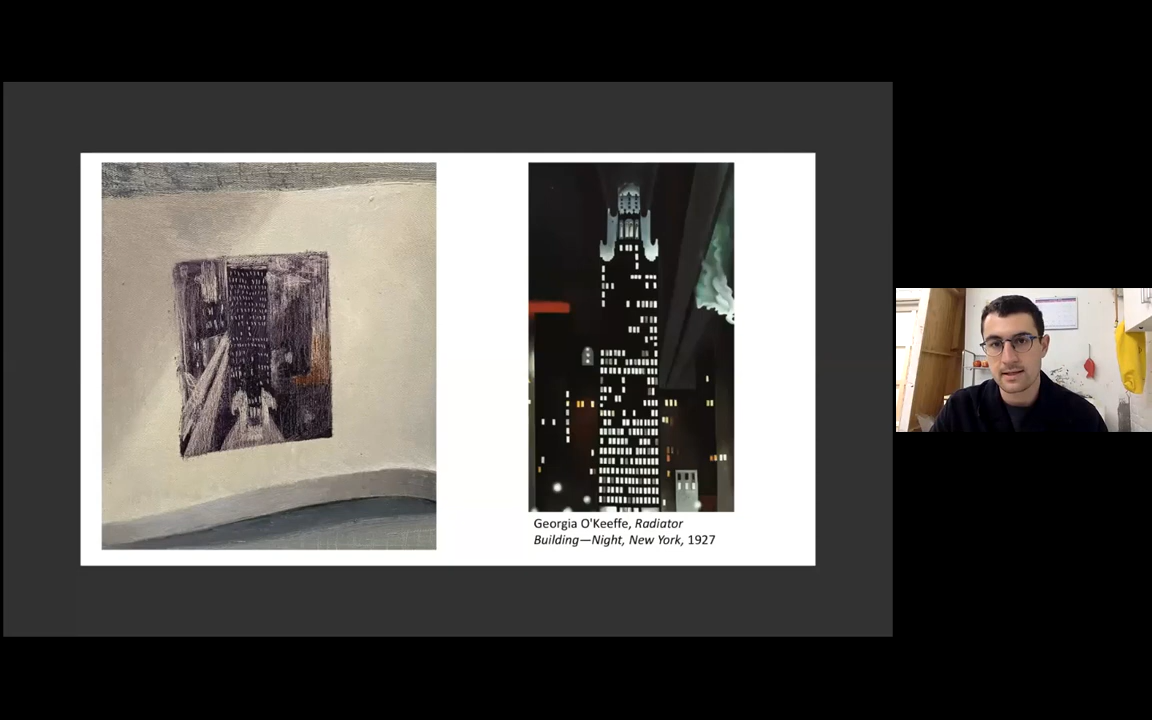 Georgia O'Keeffe, Radiator
Building—Night, New York, 1927